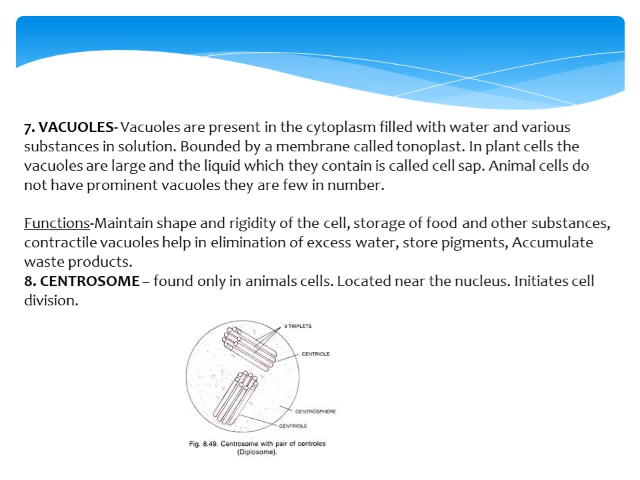 7. VACUOLES- Vacuoles are present in the cytoplasm filled with water and various
substances in solution. Bounded by a membrane called tonoplast. In plant cells the
vacuoles are large and the liquid which they contain is called cell sap. Animal cells do
not have prominent vacuoles they are few in number.
Functions-Maintain shape and rigidity of the cell, storage of food and other substances,
contractile vacuoles help in elimination of excess water, store pigments, Accumulate
waste products.
8. CENTROSOME – found only in animals cells. Located near the nucleus. Initiates cell
division.
9 TRIPLETS
CENTRIOLE
CENTROSPHERE
CENTRIOLE
Fig. 8.49. Centrosome with pair of centroles
(Diplosome).